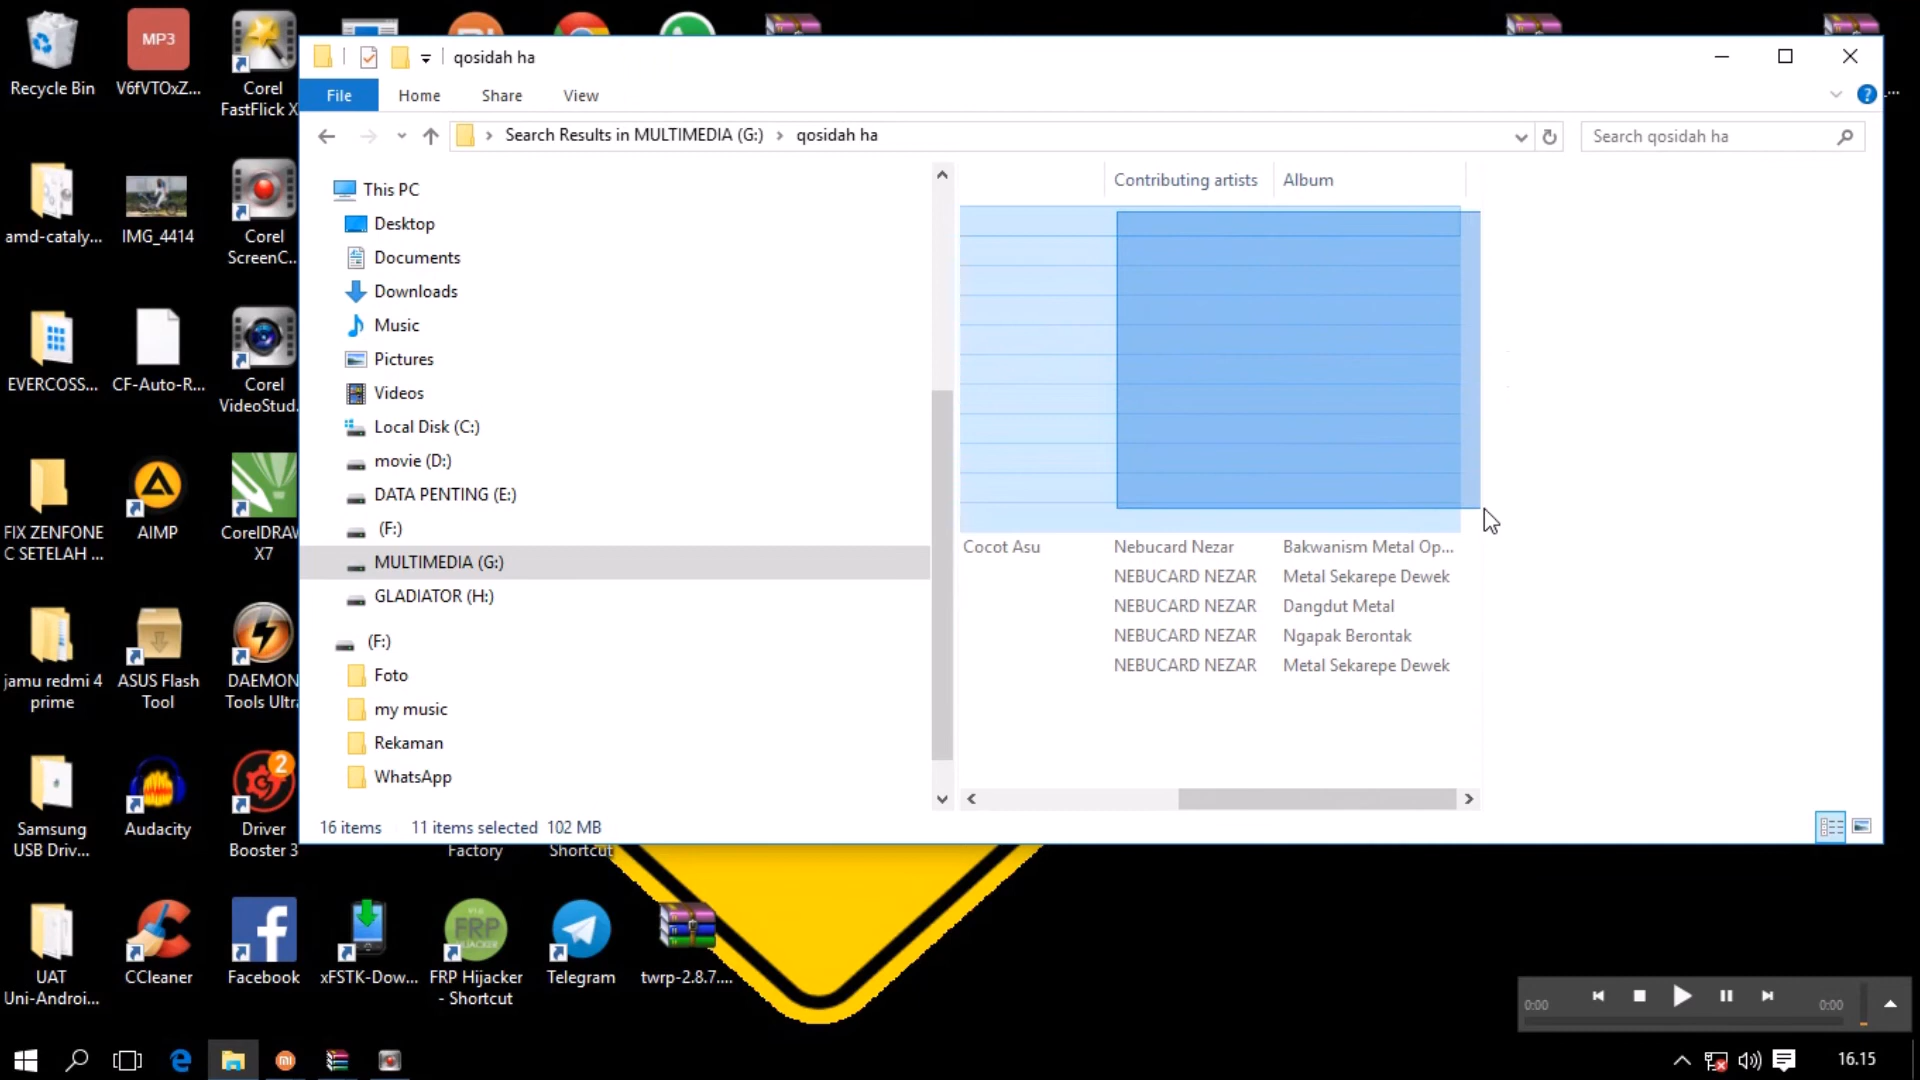 Recycle Bin
MP3
V6fVTOxZ...
Corel
FastFlick X
qosidah ha
File
Home
Share
View
Search Results in MULTIMEDIA (G:)
qosidah ha
Search qosidah ha
This PC
Desktop
Documents
Downloads
Music
Pictures
Videos
Local Disk (C:)
movie (D:)
DATA PENTING (E:)
(F:)
MULTIMEDIA (G:)
GLADIATOR (H:)
(F:)
Foto
my music
Rekaman
WhatsApp
Contributing artists
Album
Cocot Asu
Nebucard Nezar
Bakwanism Metal Op...
NEBUCARD NEZAR
Metal Sekarepe Dewek
NEBUCARD NEZAR
Dangdut Metal
NEBUCARD NEZAR
Ngapak Berontak
NEBUCARD NEZAR
Metal Sekarepe Dewek
16 items
11 items selected
102 MB
amd-cataly...
IMG_4414
Corel
ScreenC...
EVERCOSS...
CF-Auto-R...
Corel
VideoStud...
FIX ZENFONE
C SETELAH ...
AIMP
CorelDRAW
X7
jamu redmi 4
prime
ASUS Flash
Tool
DAEMON
Tools Ultra
Samsung
USB Driv...
Audacity
2
Driver
Booster 3
Factory
Shortcut
UAT
Uni-Androi...
CCleaner
Facebook
xFSTK-Dow...
FRP
FRP Hijacker
- Shortcut
Telegram
twrp-2.8.7....
0:00
0:00
16.15